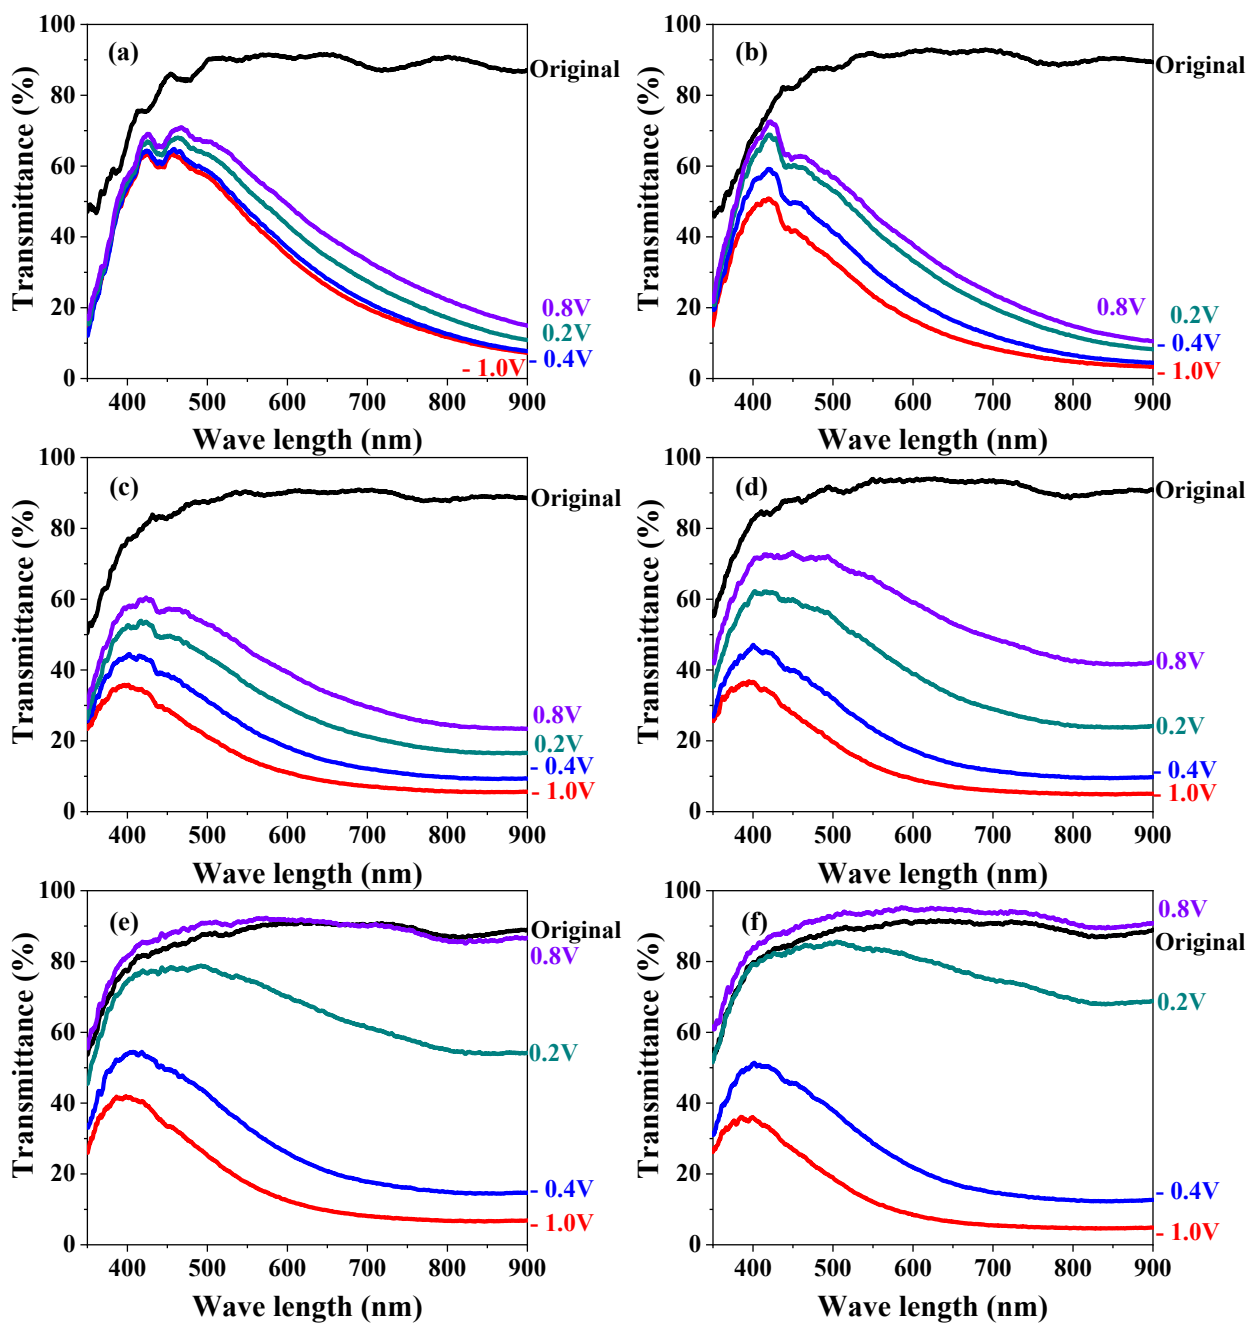 100
80
60
40
20
0
Transmittance (%)
(a)
Original
0.8V
0.2V
- 0.4V
- 1.0V
400 500 600 700 800 900
Wave length (nm)
100
80
60
40
20
0
Transmittance (%)
(b)
Original
0.8V
0.2V
- 0.4V
- 1.0V
400 500 600 700 800 900
Wave length (nm)
100
80
60
40
20
0
Transmittance (%)
(c)
Original
0.8V
0.2V
- 0.4V
- 1.0V
400 500 600 700 800 900
Wave length (nm)
100
80
60
40
20
0
Transmittance (%)
(d)
Original
0.8V
0.2V
- 0.4V
- 1.0V
400 500 600 700 800 900
Wave length (nm)
100
80
60
40
20
0
Transmittance (%)
(e)
Original
0.8V
0.2V
- 0.4V
- 1.0V
400 500 600 700 800 900
Wave length (nm)
100
80
60
40
20
0
Transmittance (%)
(f)
0.8V
Original
0.2V
- 0.4V
- 1.0V
400 500 600 700 800 900
Wave length (nm)